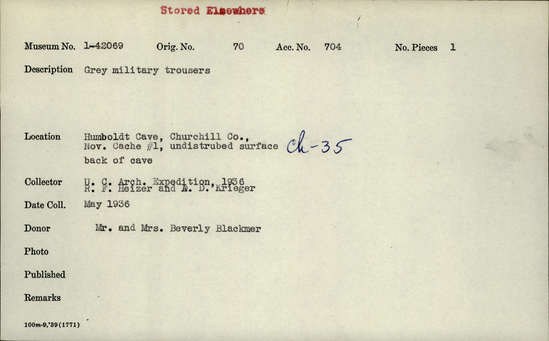 Stored Elsewhere
Museum No. 1-42069 Orig. No. 70 Acc. No. 704 No. Pieces 1
Description Grey military trousers
Location Humboldt Cave, Churchill Co.,
Nov. Cache #1, undistrubed surface
back of cave
Ch-35
Collector U. C. Arch. Expedition, 1936
R. F. Heizer and A. D. Krieger
Date Coll. May 1936
Donor Mr. and Mrs. Beverly Blackmer
Photo
Published
Remarks
100m-9,'39(1771)